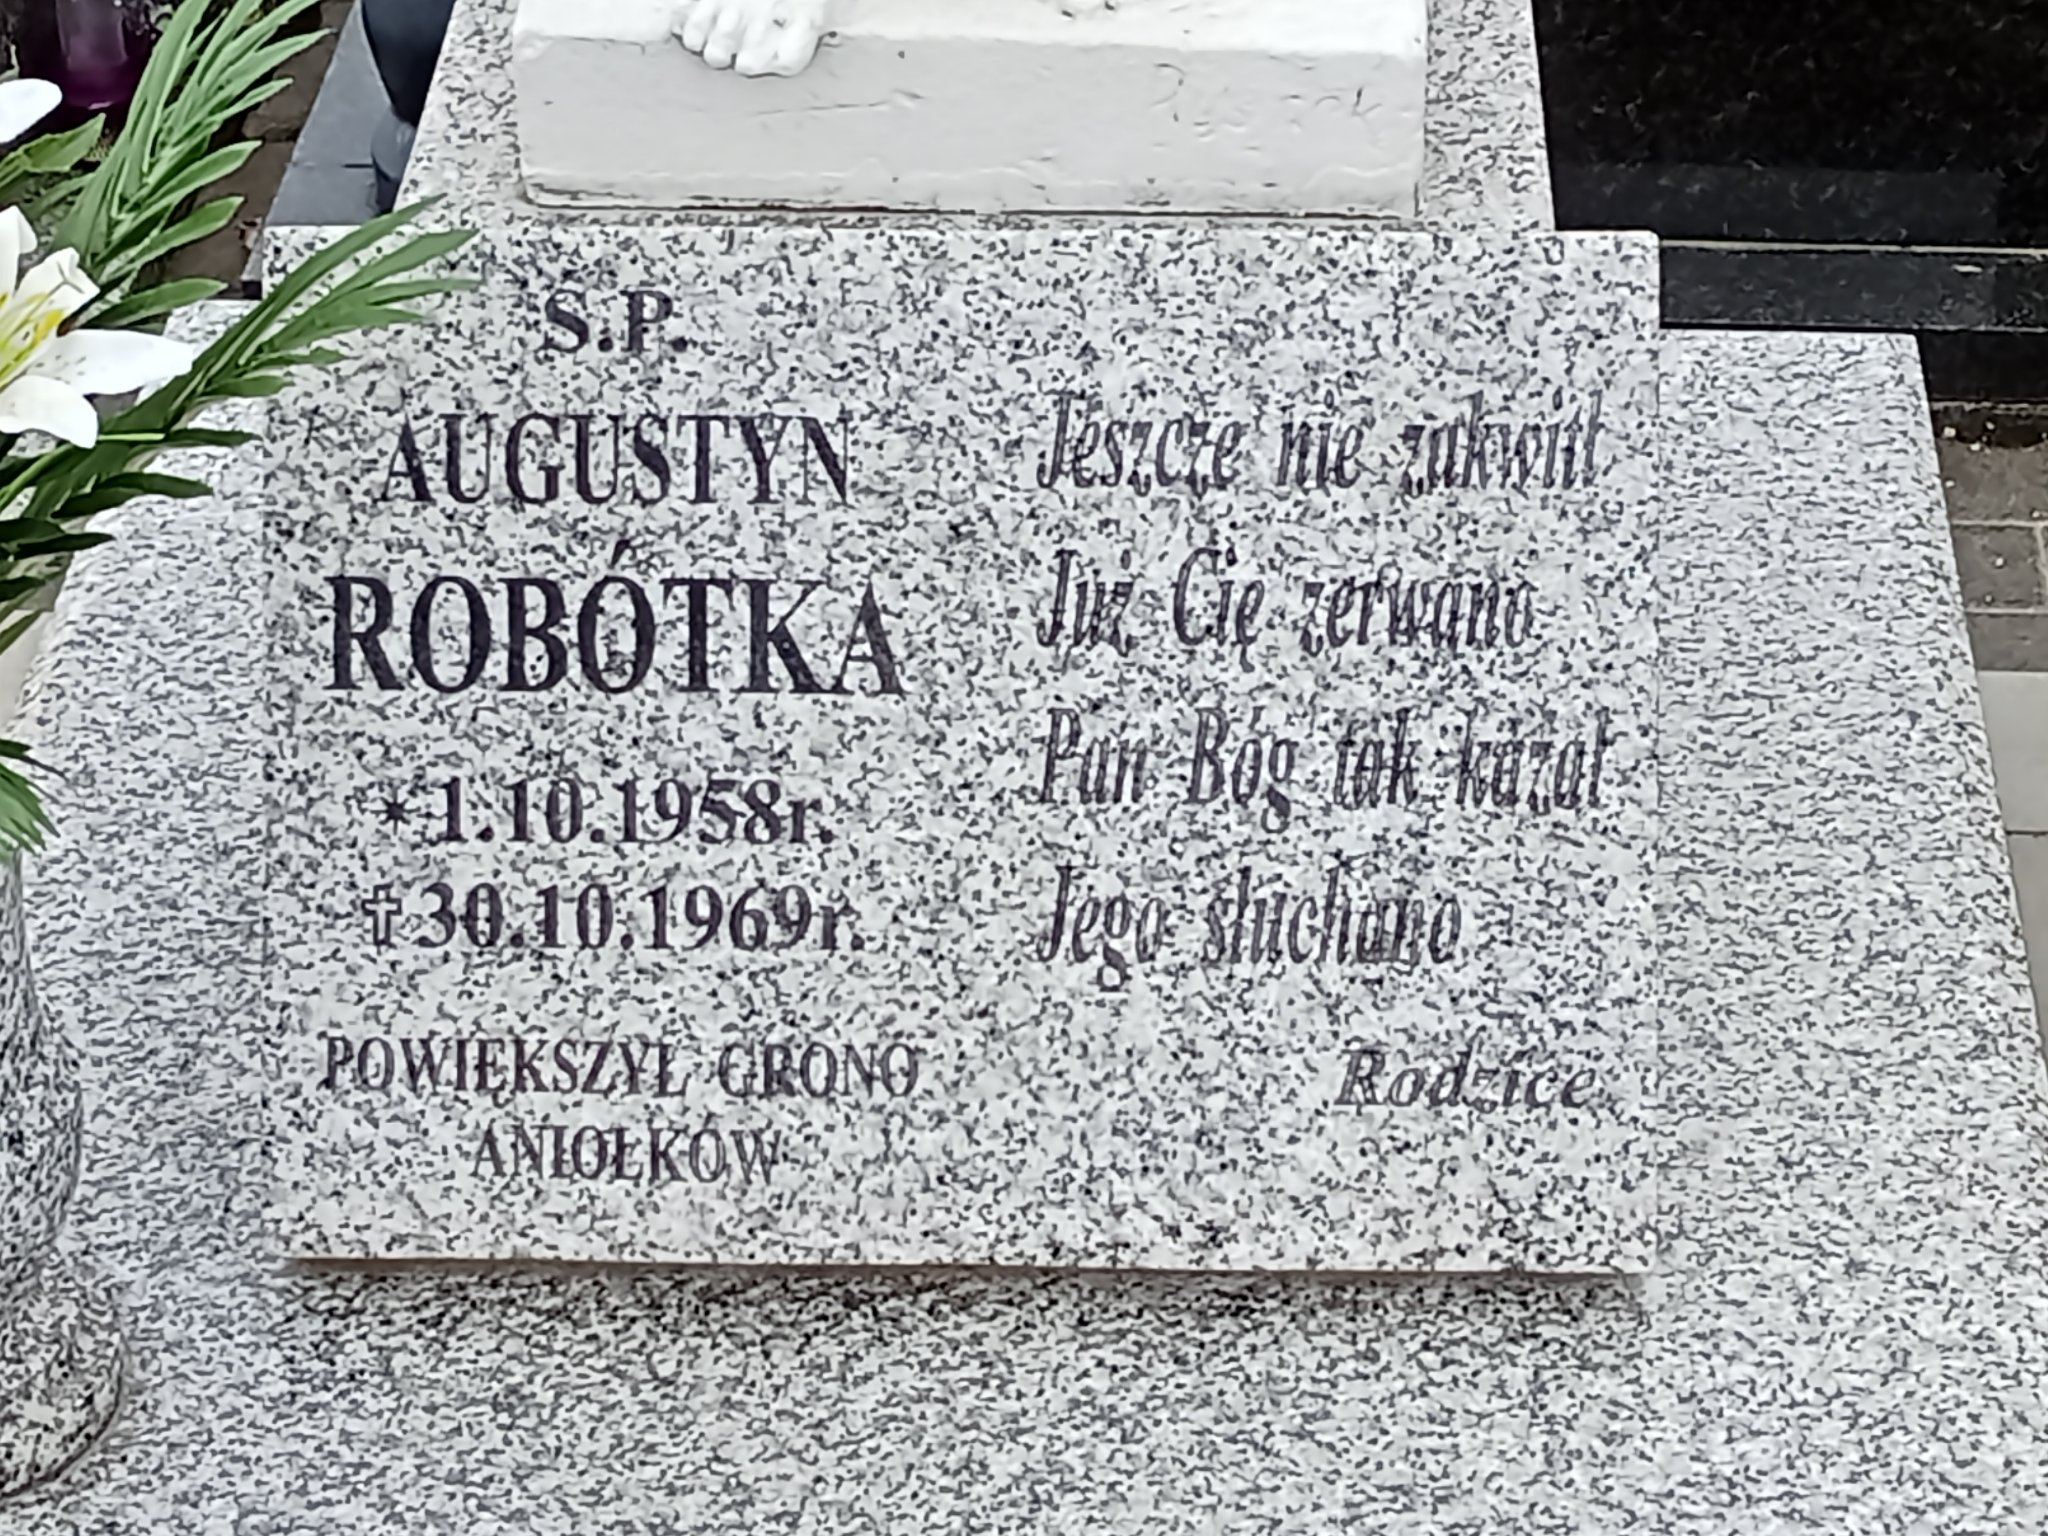 S.P.
AUGUSTYN
ROBÓTKA
* 1.10.1958r.
✝ 30.10.1969r.
POWIĘKSZYŁ GRONO
ANIOŁKÓW
Jeszcze nie zakwitł
Już Cię zerwano
Pan Bóg tak kazał
Jego słuchano
Rodzice